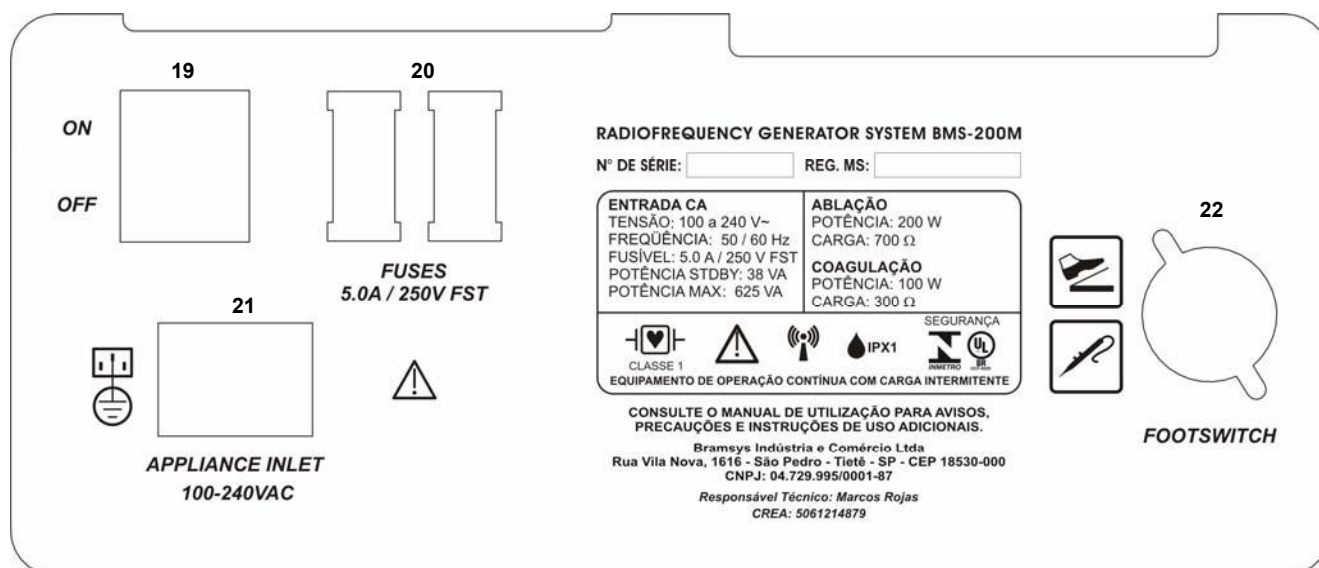 19
ON
OFF
20
FUSES
5.0A / 250V FST
21
APPLIANCE INLET
100-240VAC
RADIOFREQUENCY GENERATOR SYSTEM BMS-200M
N° DE SÉRIE:
REG. MS:
ENTRADA CA
TENSÃO: 100 a 240 V~
FREQÜÊNCIA: 50 / 60 Hz
FUSÍVEL: 5.0 A / 250 V FST
POTÊNCIA STDBY: 38 VA
POTÊNCIA MAX: 625 VA
ABLAÇÃO
POTÊNCIA: 200 W
CARGA: 700 Ω
COAGULAÇÃO
POTÊNCIA: 100 W
CARGA: 300 Ω
CLASSE 1
IPX1
SEGURANÇA
INMETRO
UL
BR
EQUIPAMENTO DE OPERAÇÃO CONTÍNUA COM CARGA INTERMITENTE
CONSULTE O MANUAL DE UTILIZAÇÃO PARA AVISOS,
PRECAUÇÕES E INSTRUÇÕES DE USO ADICIONAIS.
Bramsys Indústria e Comércio Ltda
Rua Vila Nova, 1616 - São Pedro - Tietê - SP - CEP 18530-000
CNPJ: 04.729.995/0001-87
Responsável Técnico: Marcos Rojas
CREA: 5061214879
22
FOOTSWITCH